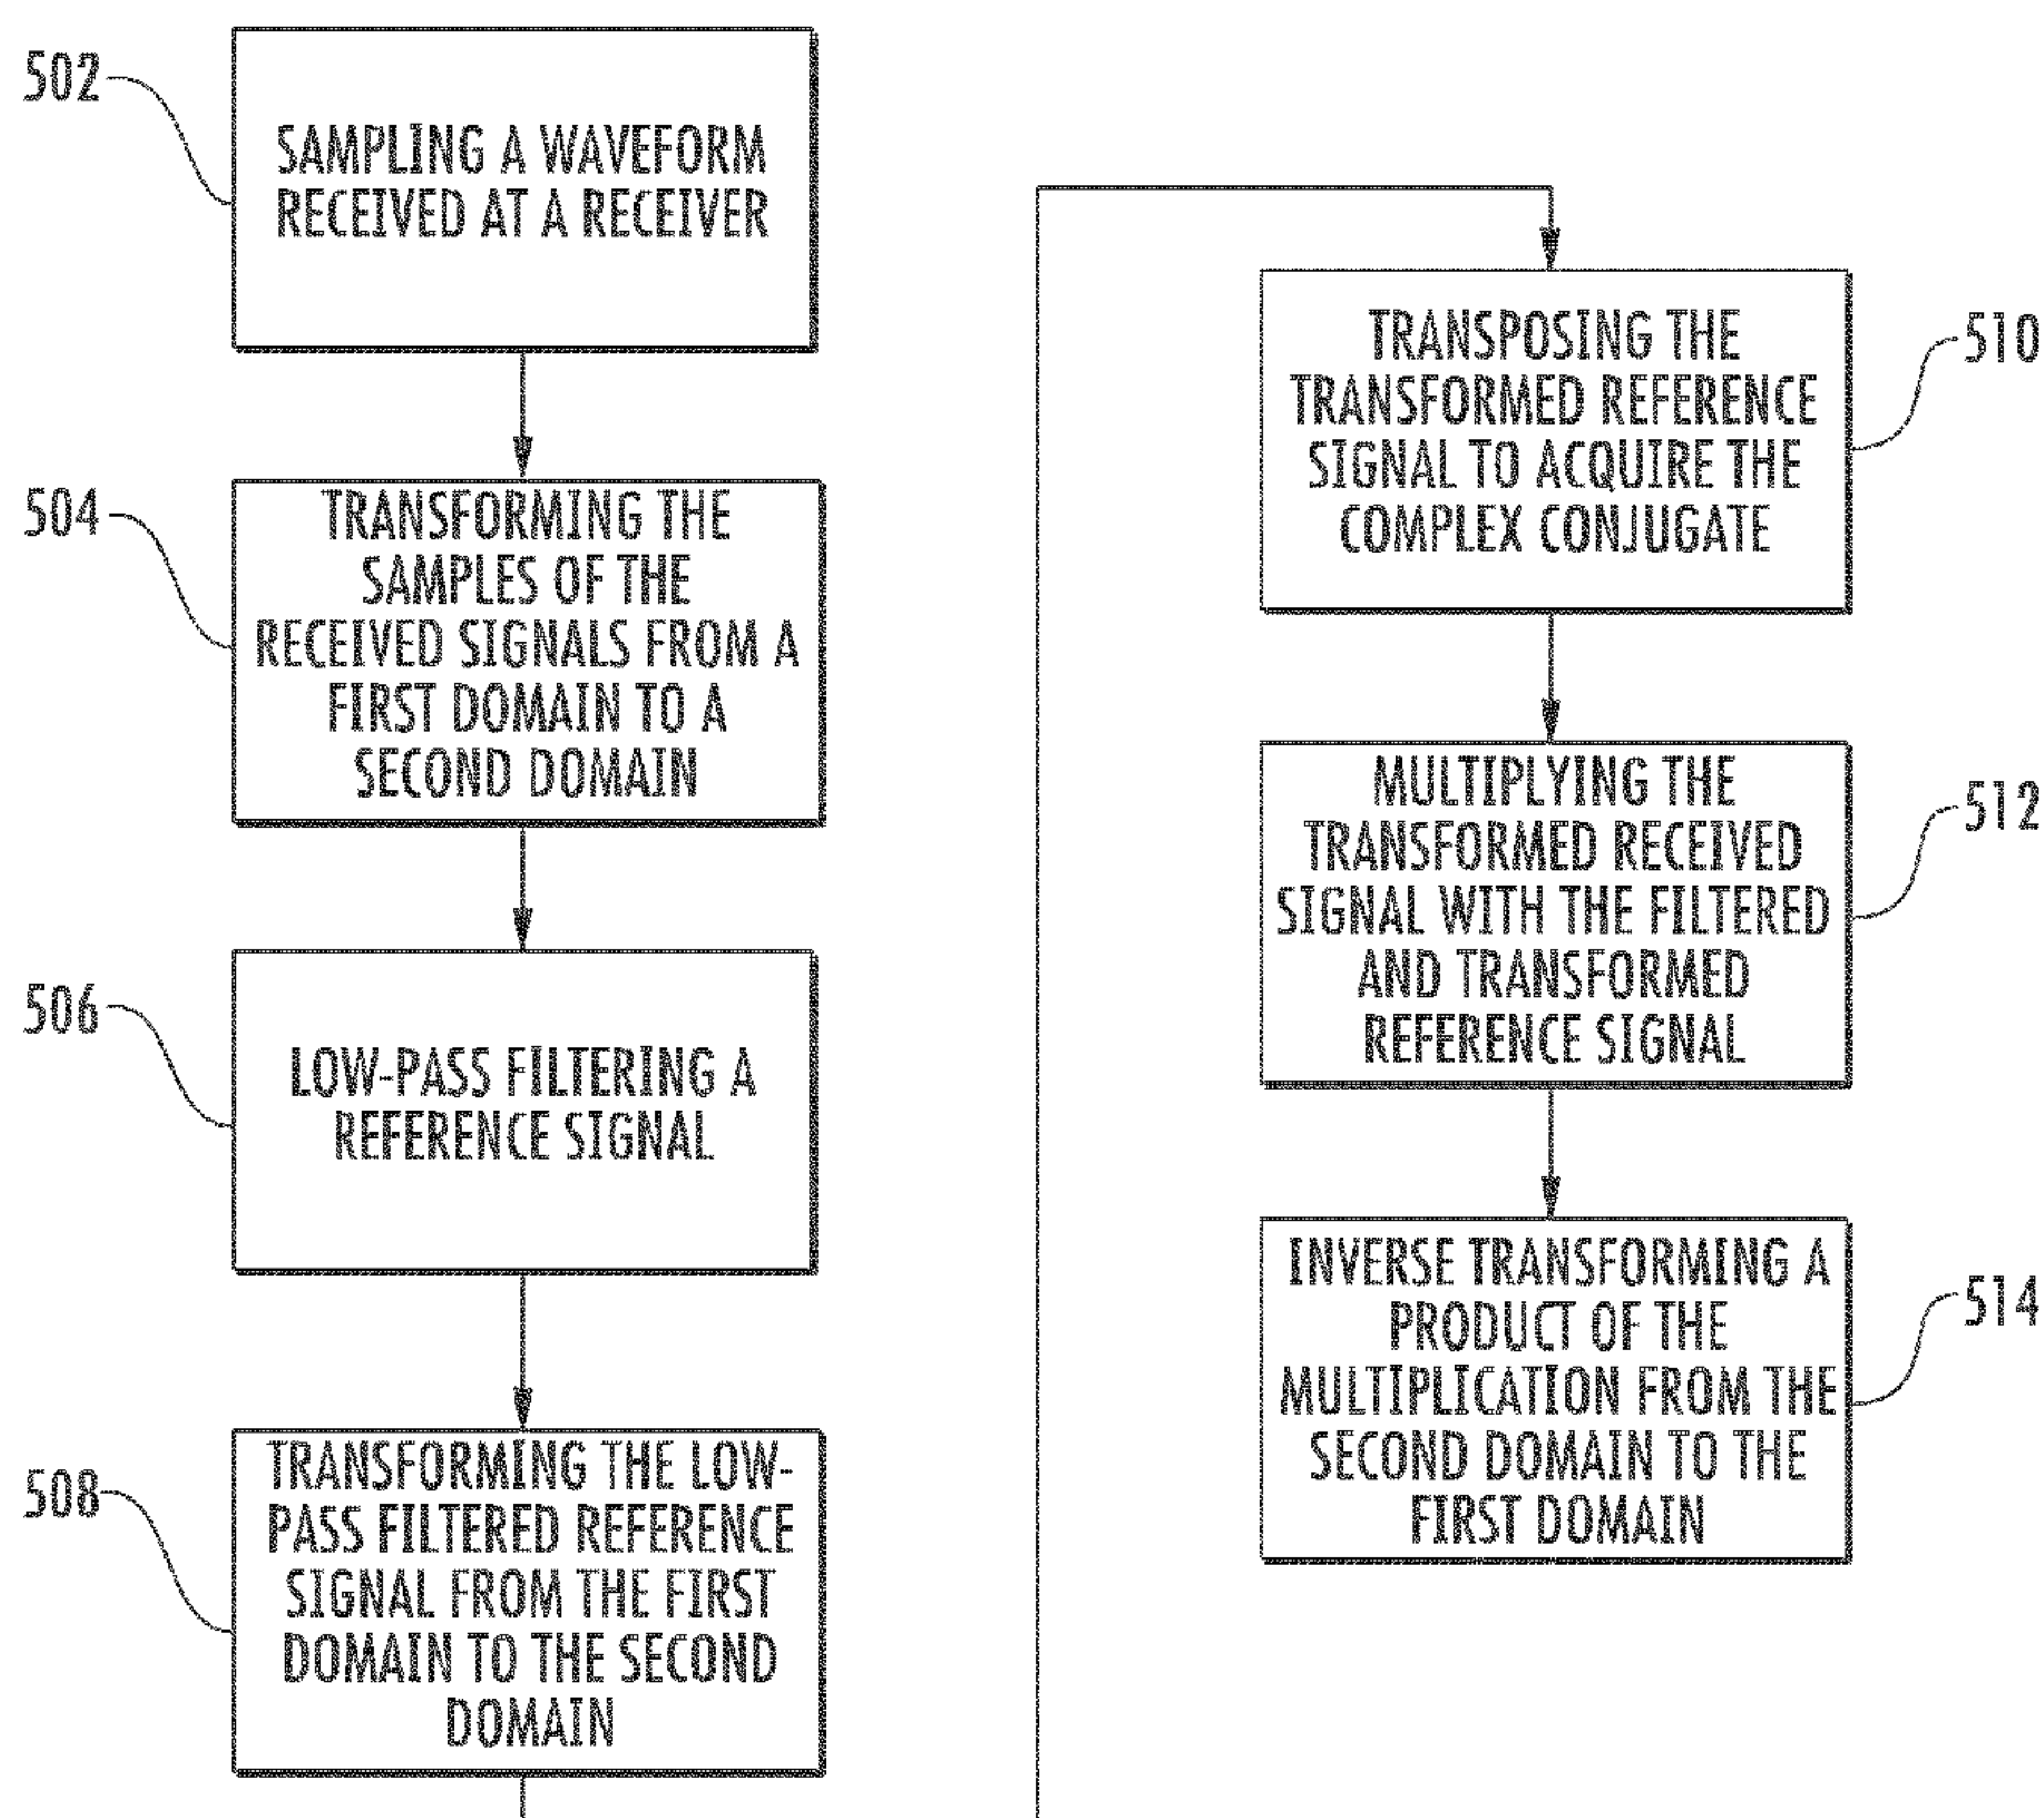 502
SAMPLING A WAVEFORM
RECEIVED AT A RECEIVER
504
TRANSFORMING THE
SAMPLES OF THE
RECEIVED SIGNALS FROM A
FIRST DOMAIN TO A
SECOND DOMAIN
506
LOW-PASS FILTERING A
REFERENCE SIGNAL
508
TRANSFORMING THE LOW-
PASS FILTERED REFERENCE
SIGNAL FROM THE FIRST
DOMAIN TO THE SECOND
DOMAIN
510
TRANSPOSING THE
TRANSFORMED REFERENCE
SIGNAL TO ACQUIRE THE
COMPLEX CONJUGATE
512
MULTIPLYING THE
TRANSFORMED RECEIVED
SIGNAL WITH THE FILTERED
AND TRANSFORMED
REFERENCE SIGNAL
514
INVERSE TRANSFORMING A
PRODUCT OF THE
MULTIPLICATION FROM THE
SECOND DOMAIN TO THE
FIRST DOMAIN